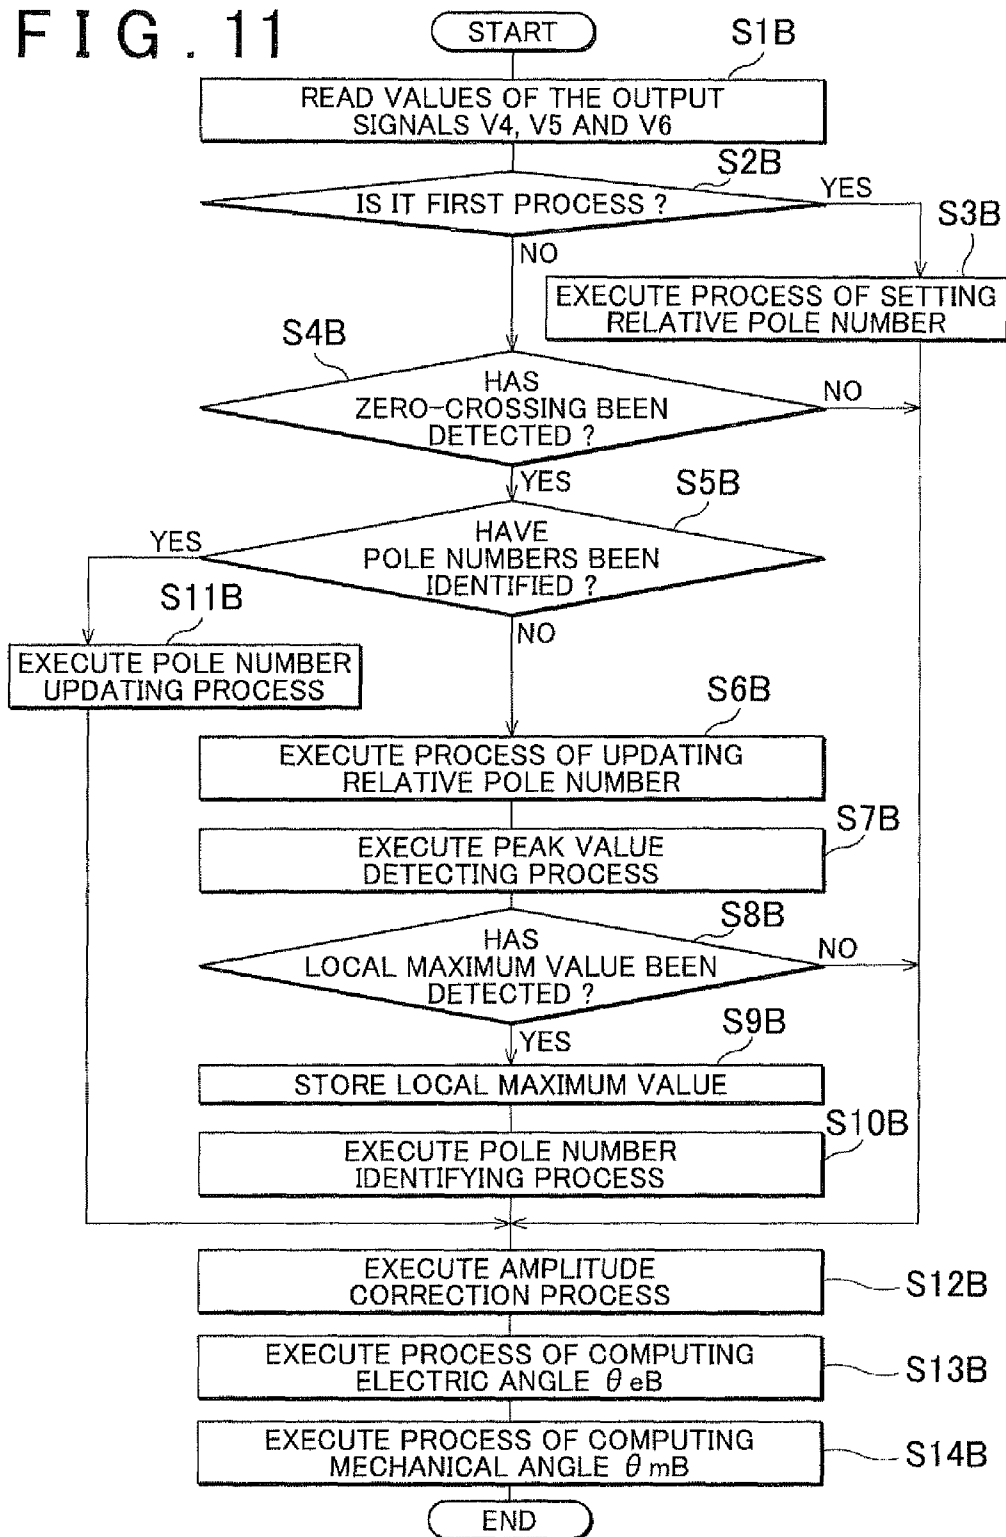 FIG. 11
START
S1B
READ VALUES OF THE OUTPUT
SIGNALS V4, V5 AND V6
S2B
IS IT FIRST PROCESS ?
YES
NO
S3B
EXECUTE PROCESS OF SETTING
RELATIVE POLE NUMBER
S4B
HAS
ZERO-CROSSING BEEN
DETECTED ?
NO
YES
S5B
HAVE
POLE NUMBERS BEEN
IDENTIFIED ?
YES
NO
S11B
EXECUTE POLE NUMBER
UPDATING PROCESS
S6B
EXECUTE PROCESS OF UPDATING
RELATIVE POLE NUMBER
S7B
EXECUTE PEAK VALUE
DETECTING PROCESS
S8B
HAS
LOCAL MAXIMUM VALUE BEEN
DETECTED ?
NO
YES
S9B
STORE LOCAL MAXIMUM VALUE
S10B
EXECUTE POLE NUMBER
IDENTIFYING PROCESS
EXECUTE AMPLITUDE
CORRECTION PROCESS
S12B
EXECUTE PROCESS OF COMPUTING
ELECTRIC ANGLE θeB
S13B
EXECUTE PROCESS OF COMPUTING
MECHANICAL ANGLE θmB
S14B
END